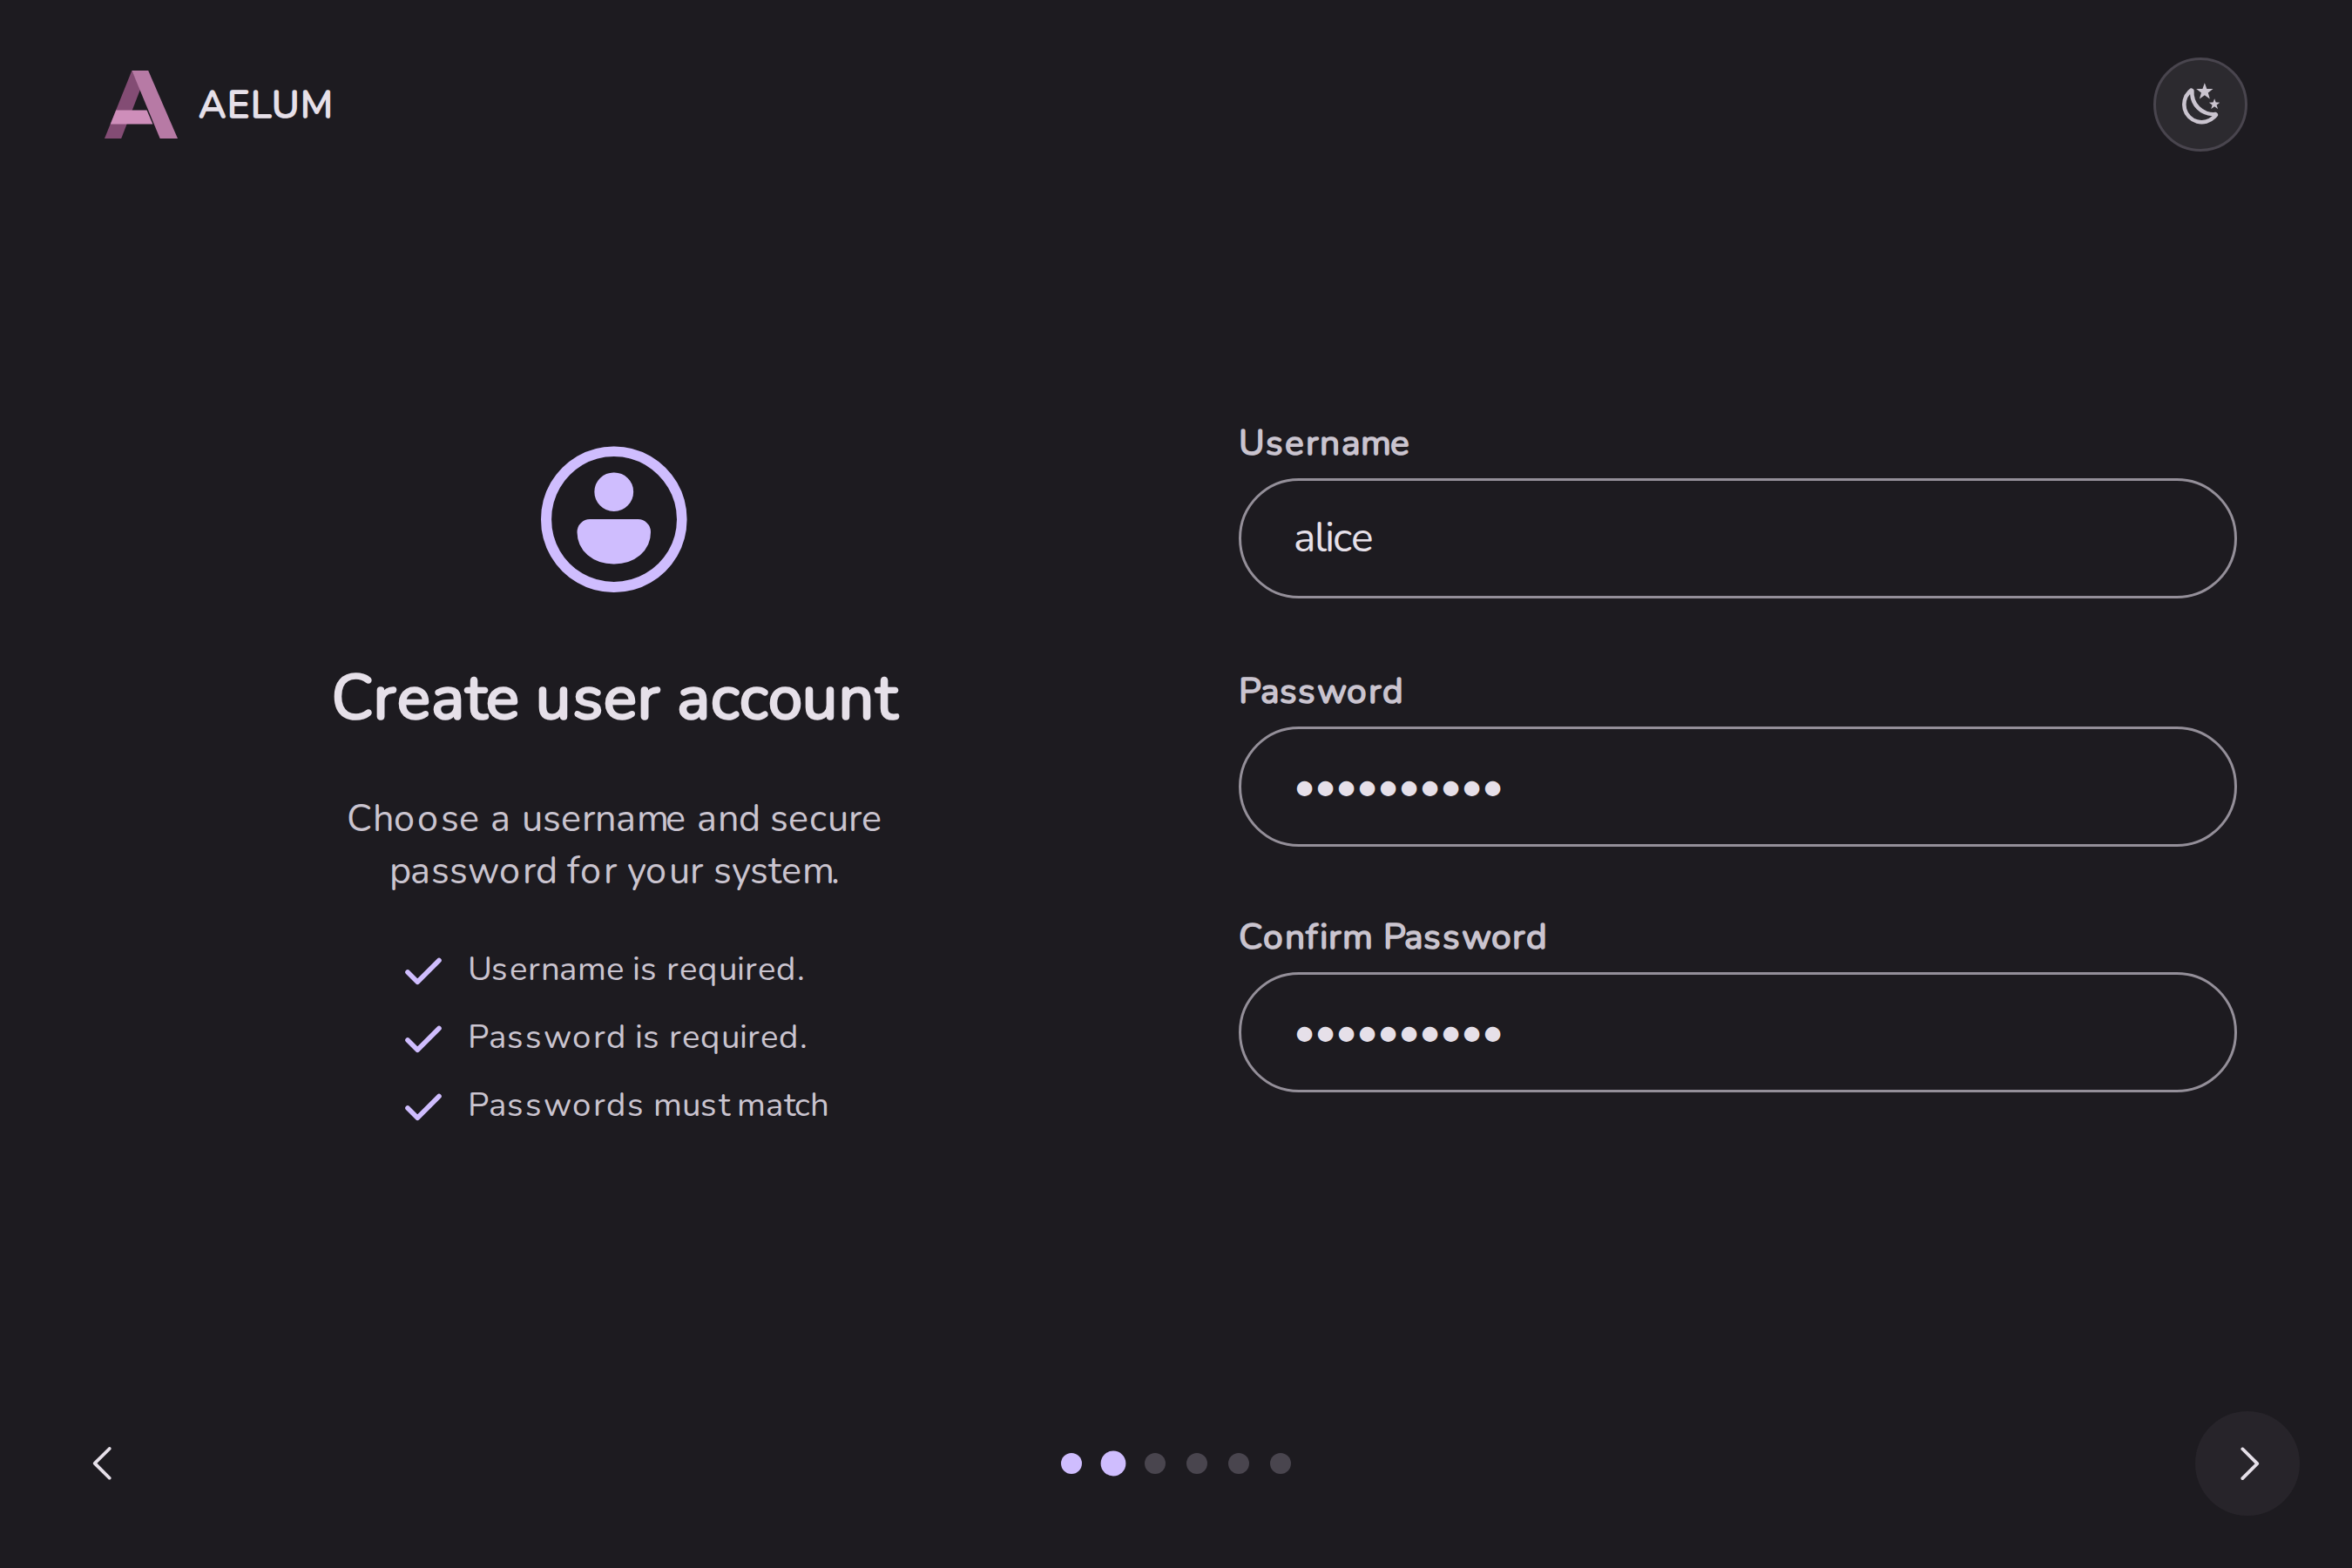 AELUM
Create user account
Choose a username and secure
password for your system.
Username is required.
Password is required.
Passwords must match
Username
alice
Password
●●●●●●●●●●
Confirm Password
●●●●●●●●●●